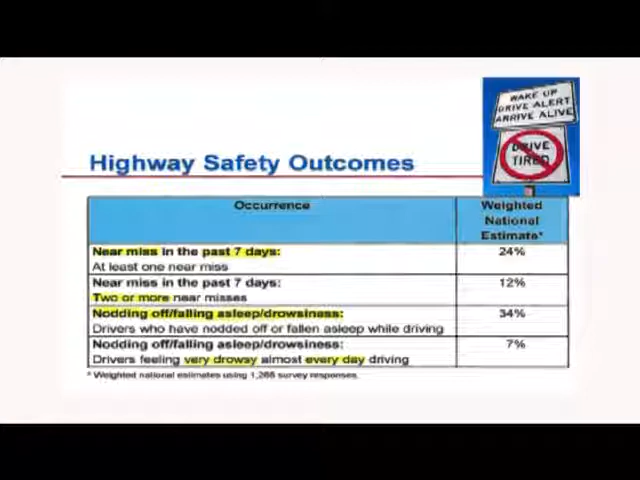 WAKE UP
DRIVE ALERT
ARRIVE ALIVE
DRIVE
TIRED
Highway Safety Outcomes
Occurrence
Weighted
National
Estimate*
Near miss in the past 7 days:
At least one near miss
24%
Near miss in the past 7 days:
Two or more near misses
12%
Nodding off/falling asleep/drowsiness:
Drivers who have nodded off or fallen asleep while driving
34%
Nodding off/falling asleep/drowsiness:
Drivers feeling very drowsy almost every day driving
7%
* Weighted national estimates using 1,268 survey responses.